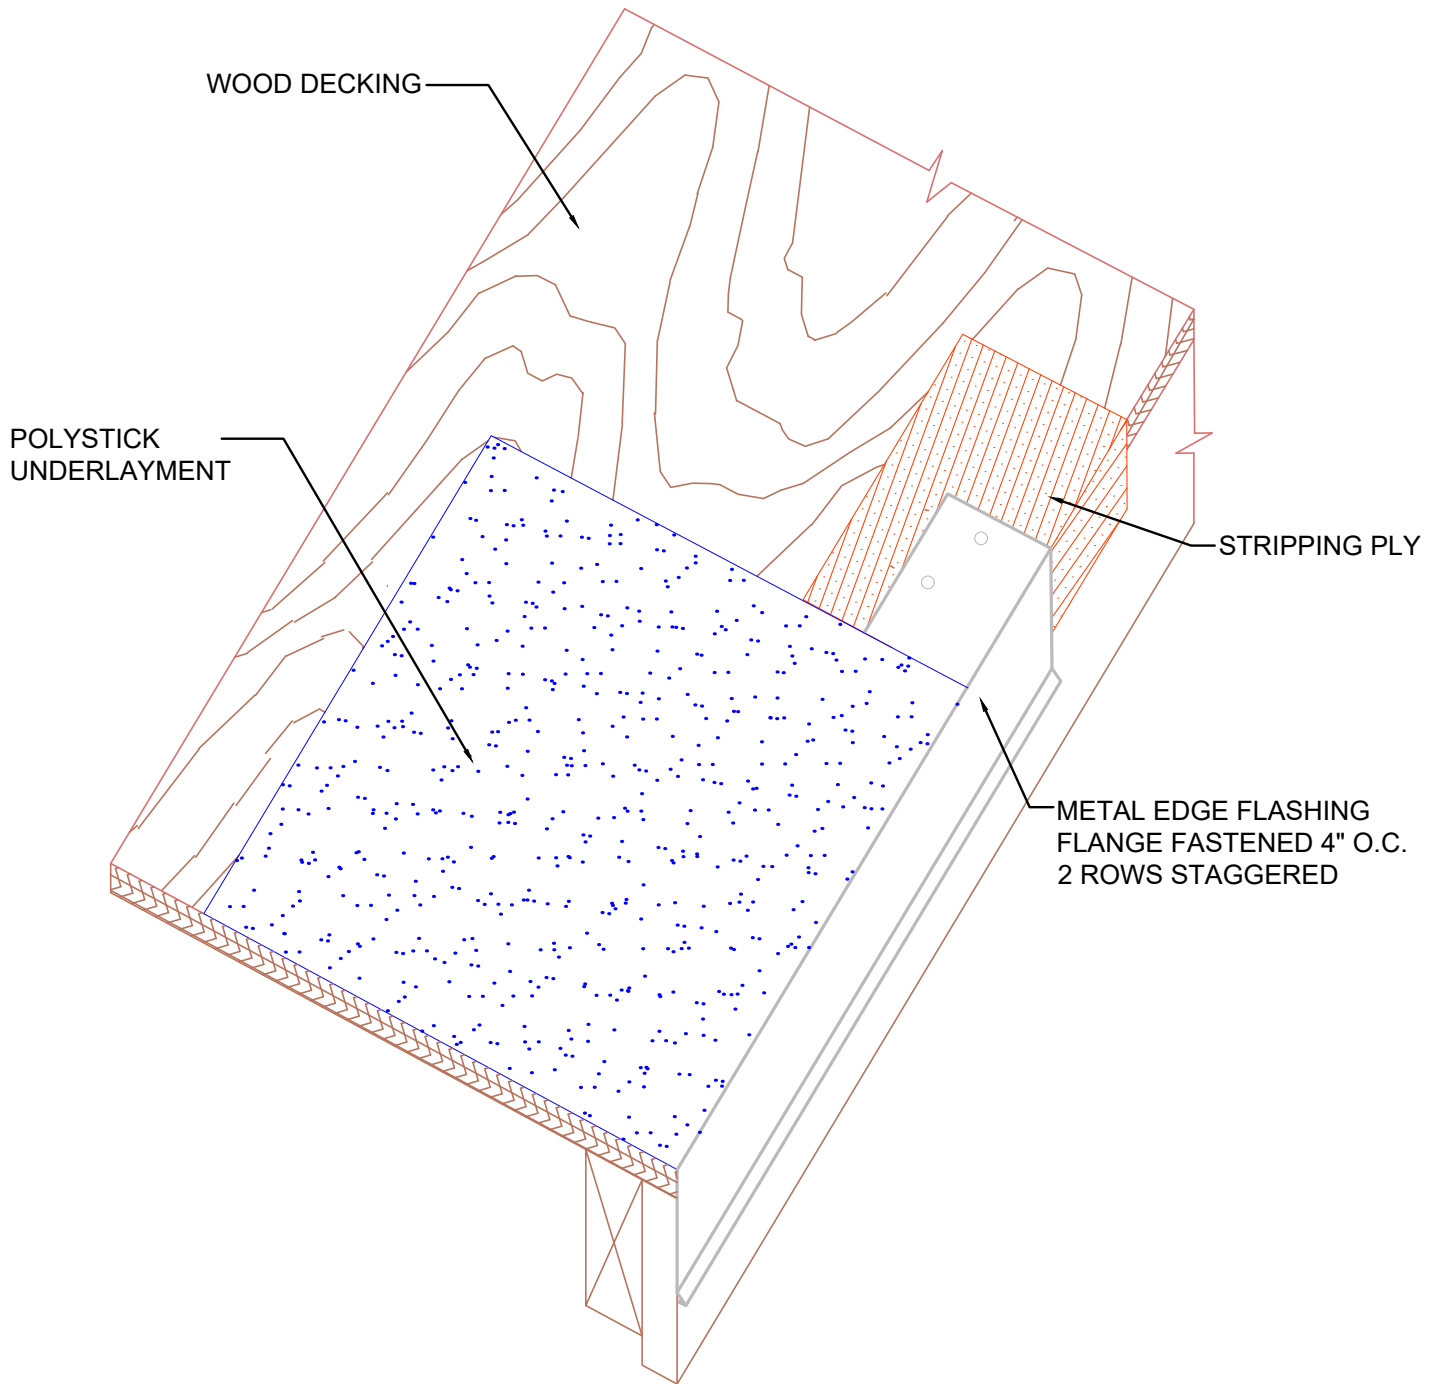 WOOD DECKING
POLYSTICK
UNDERLAYMENT
STRIPPING PLY
METAL EDGE FLASHING
FLANGE FASTENED 4" O.C.
2 ROWS STAGGERED